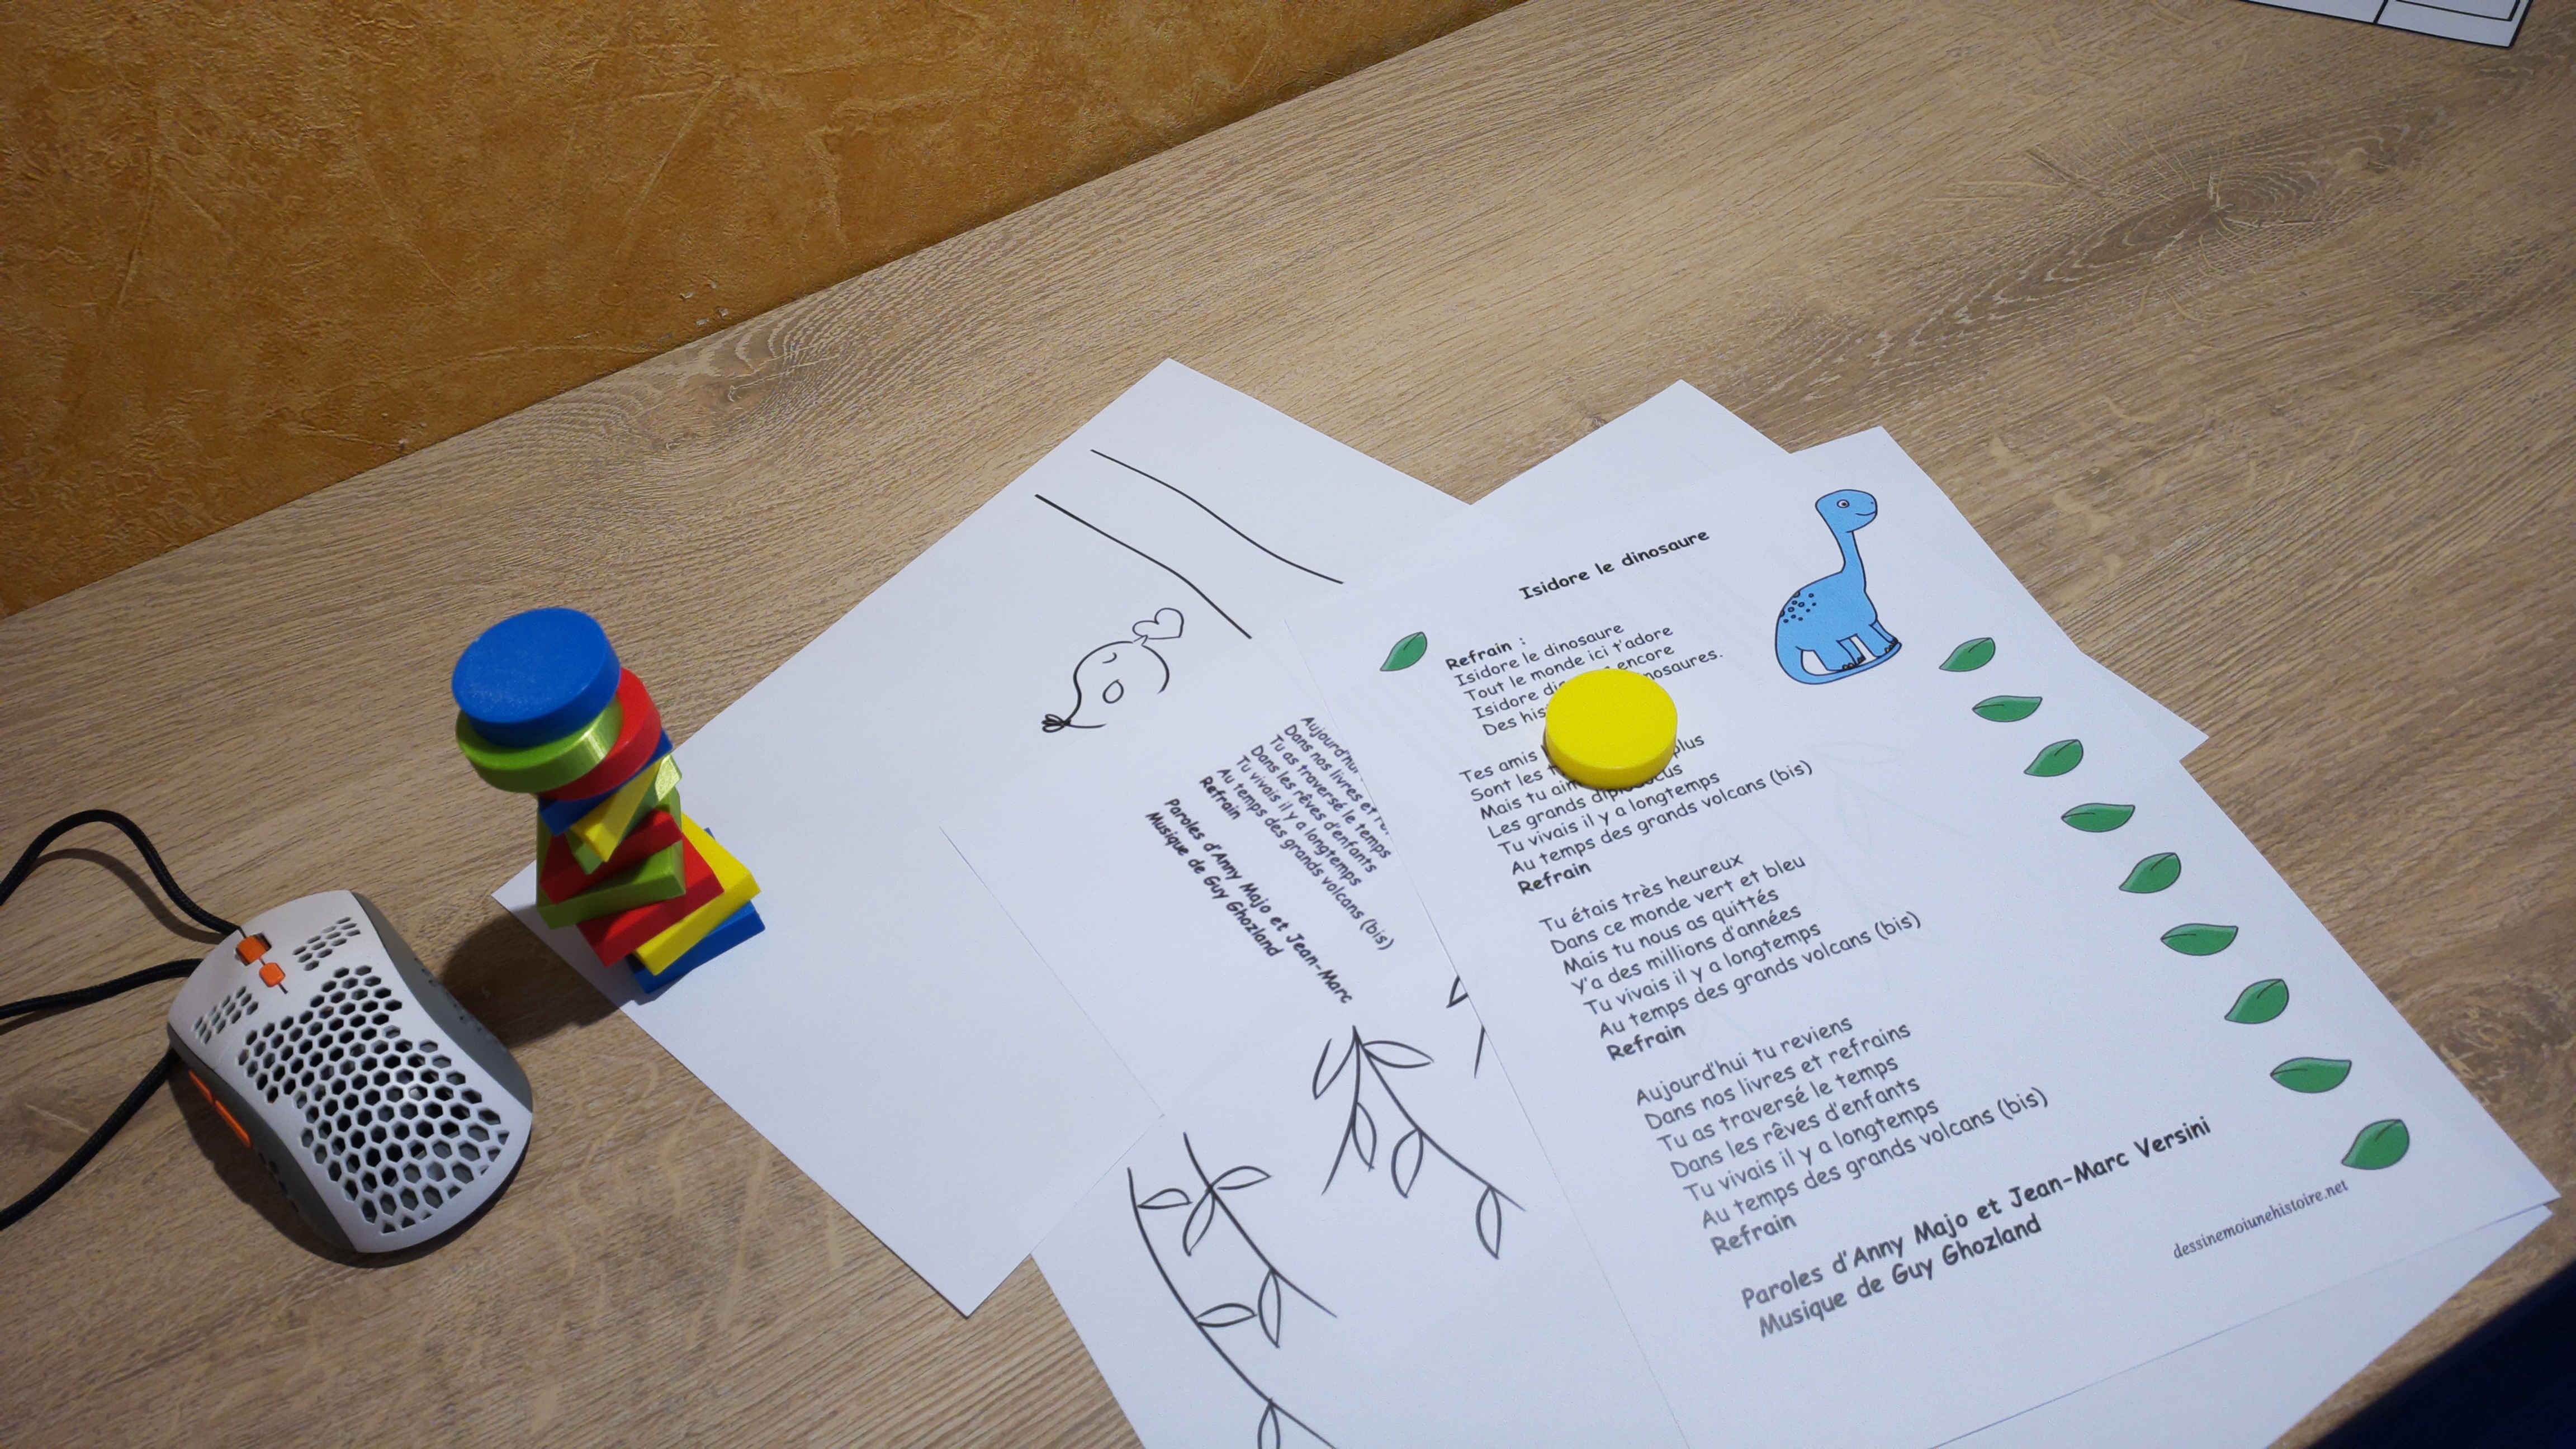 Isidore le dinosaure
Refrain :
Isidore le dinosaure
Tout le monde ici t'adore
Isidore encore
Des dinosaures.
Tes amis plus
Sont les
Mais tu
Les grands
Tu vivais il y a longtemps
Au temps des grands volcans (bis)
Refrain
Tu étais très heureux
Dans ce monde vert et bleu
Mais tu nous as quittés
Y'a des millions d'années
Tu vivais il y a longtemps
Au temps des grands volcans (bis)
Refrain
Aujourd'hui tu reviens
Dans nos livres et refrains
Tu as traversé le temps
Dans les rêves d'enfants
Tu vivais il y a longtemps
Au temps des grands volcans (bis)
Refrain
Paroles d'Anny Majo et Jean-Marc Versini
Musique de Guy Ghozland
dessinemoiunehistoire.net
Aujourd'hui
Dans nos livres et
Tu as traversé le temps
Dans les rêves d'enfants
Tu vivais il y a longtemps
Au temps des grands volcans (bis)
Refrain
Paroles d'Anny Majo et Jean-Marc
Musique de Guy Ghozland